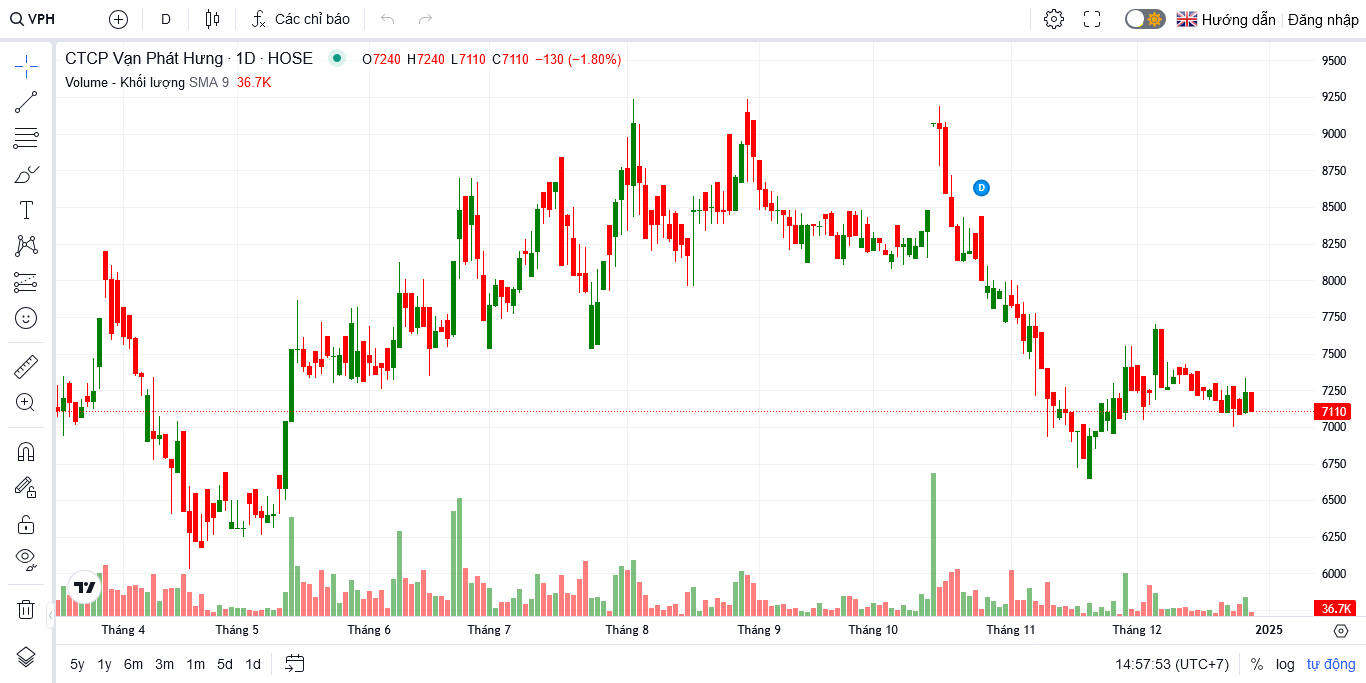 VPH D Các chỉ báo Hướng dẫn Đăng nhập
CTCP Vạn Phát Hưng · 1D · HOSE O7240 H7240 L7110 C7110 −130 (−1.80%)
Volume - Khối lượng SMA 9 36.7K
9500
9250
9000
8750
D
8500
8250
8000
7750
7500
7250
7110
7000
6750
6500
6250
6000
36.7K
Tháng 4 Tháng 5 Tháng 6 Tháng 7 Tháng 8 Tháng 9 Tháng 10 Tháng 11 Tháng 12 2025
5y 1y 6m 3m 1m 5d 1d 14:57:53 (UTC+7) % log tự động